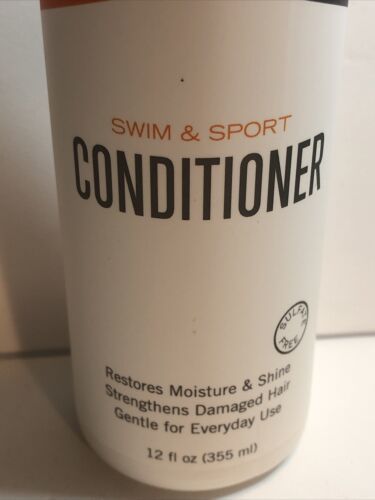 SWIM & SPORT
CONDITIONER
SULFATE
FREE
Restores Moisture & Shine
Strengthens Damaged Hair
Gentle for Everyday Use
12 fl oz (355 ml)